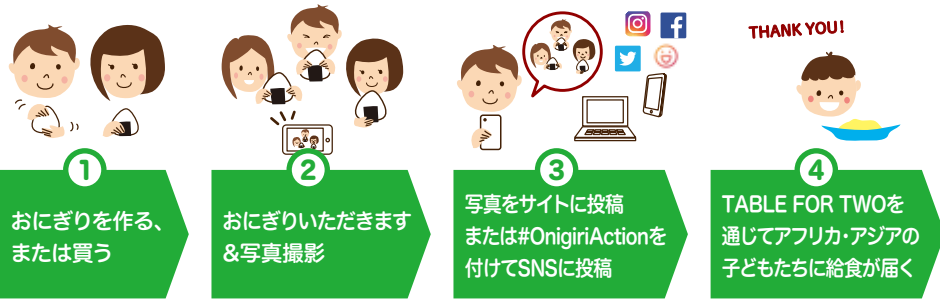 THANK YOU!
1
おにぎりを作る、
または買う
2
おにぎりいただきます
&写真撮影
3
写真をサイトに投稿
または#OnigiriActionを
付けてSNSに投稿
4
TABLE FOR TWOを
通じてアフリカ・アジアの
子どもたちに給食が届く